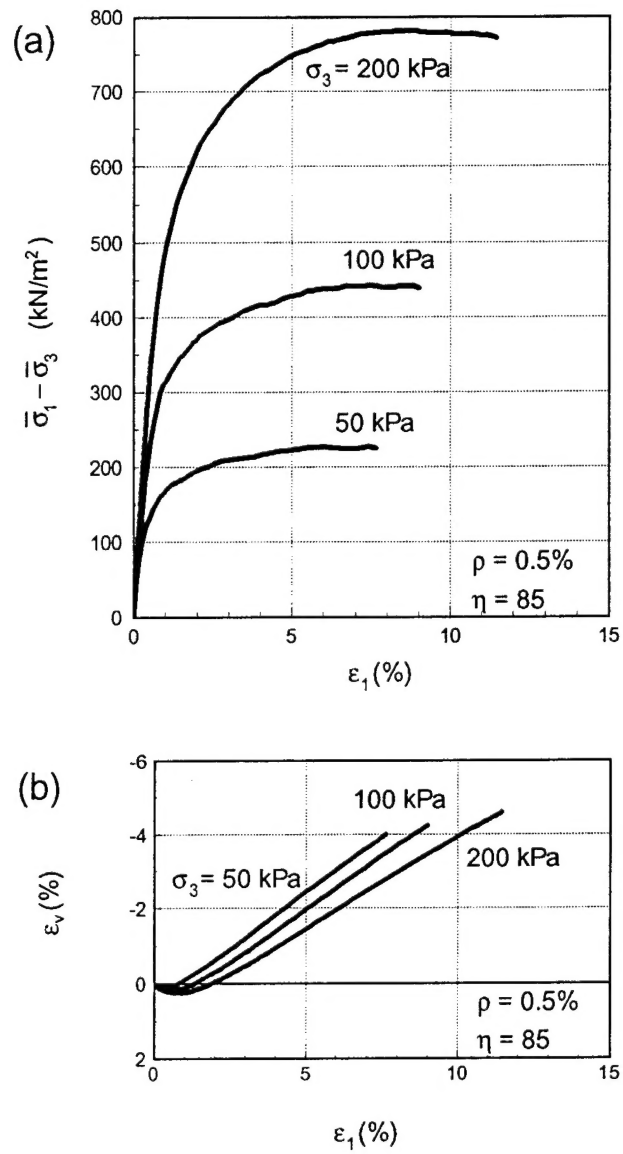 (a)
800
σ₃ = 200 kPa
700
600
500
100 kPa
400
300
50 kPa
200
100
ρ = 0.5%
η = 85
0
0 5 10 15
σ̅₁ – σ̅₃ (kN/m²)
ε₁(%)
(b)
-6
100 kPa
-4
σ₃ = 50 kPa
200 kPa
-2
0
ρ = 0.5%
η = 85
2
0 5 10 15
εᵥ(%)
ε₁(%)